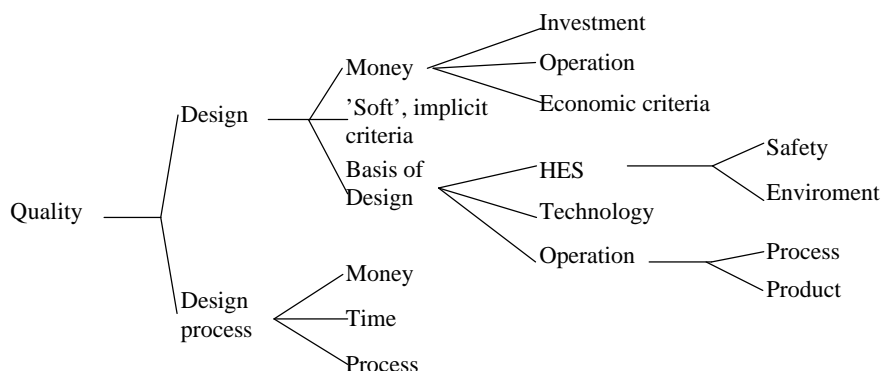 Quality
Design
Design
process
Money
'Soft', implicit
criteria
Basis of
Design
Money
Time
Process
Investment
Operation
Economic criteria
HES
Technology
Operation
Safety
Enviroment
Process
Product